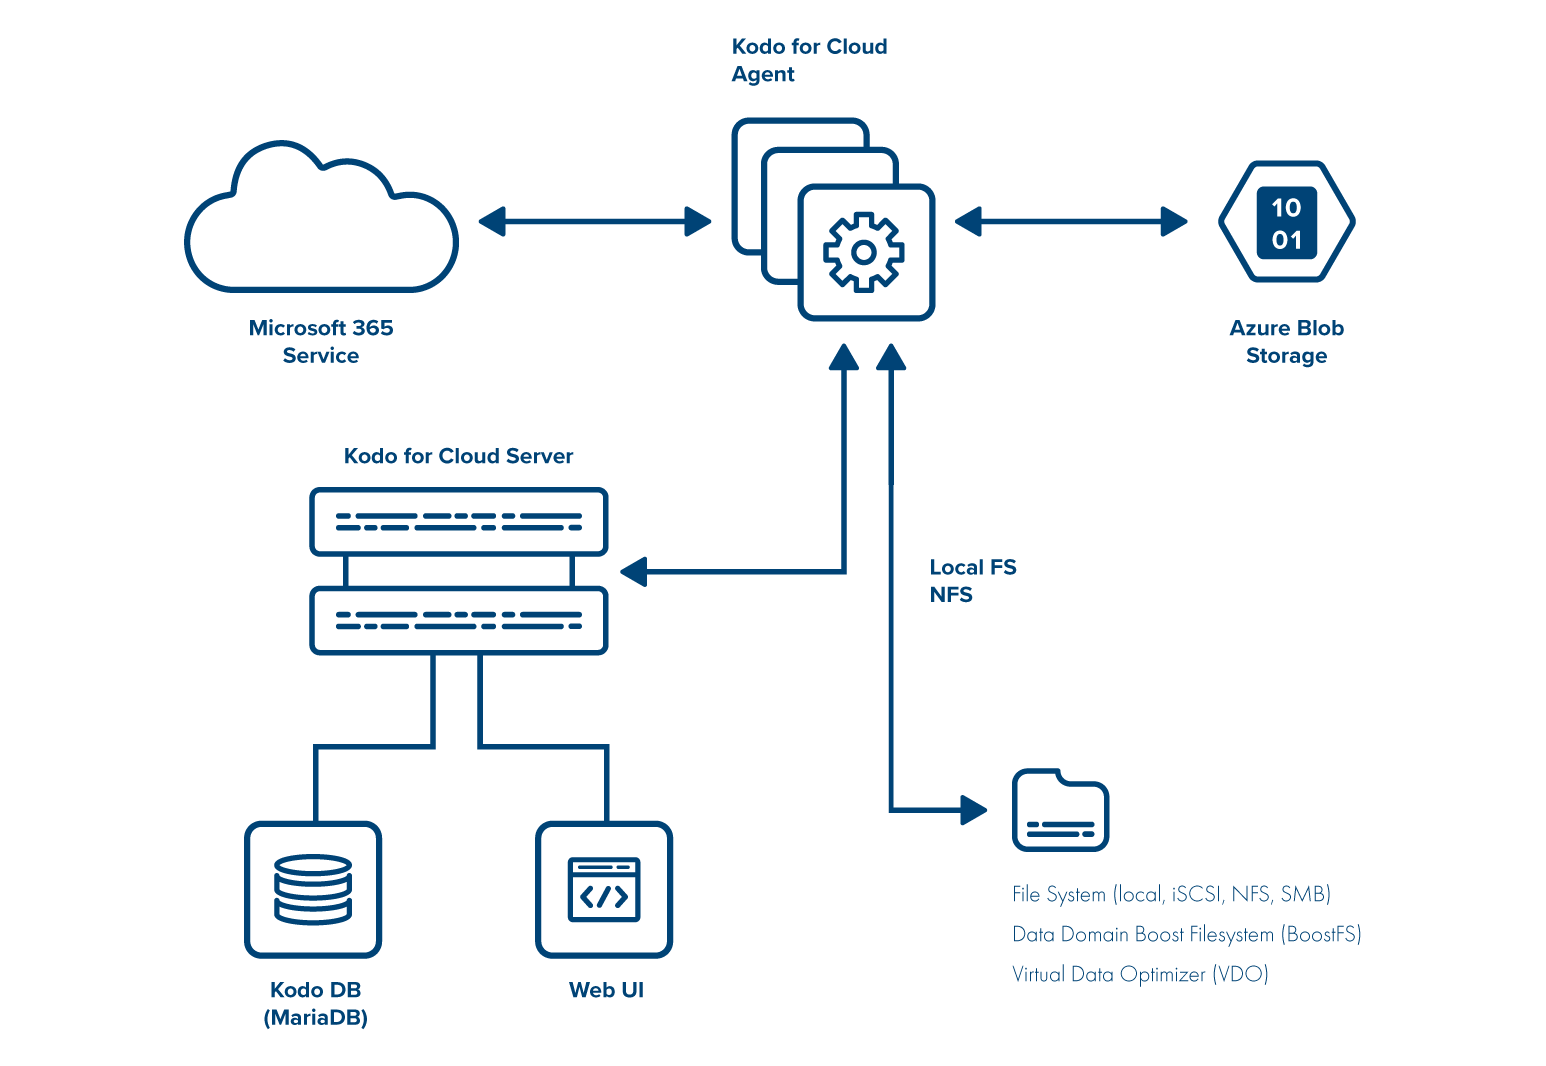 Kodo for Cloud
Agent
10
01
Microsoft 365
Service
Azure Blob
Storage
Kodo for Cloud Server
Local FS
NFS
</>
File System (local, iSCSI, NFS, SMB)
Data Domain Boost Filesystem (BoostFS)
Virtual Data Optimizer (VDO)
Kodo DB
(MariaDB)
Web UI